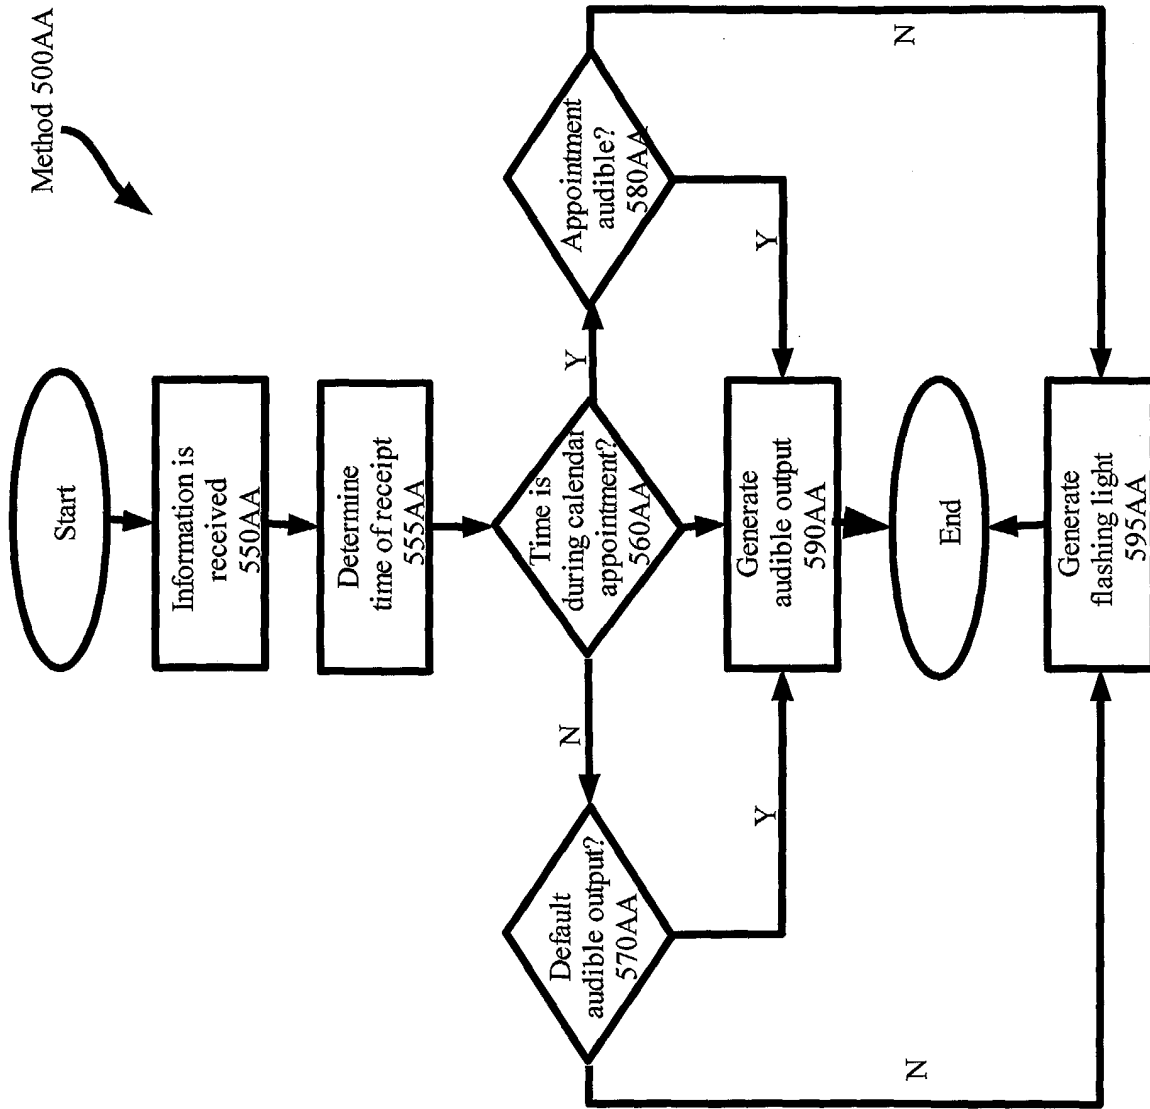 Method 500AA
Start
Information is
received
550AA
Determine
time of receipt
555AA
Time is
during calendar
appointment?
560AA
Y
N
Appointment
audible?
580AA
Y
N
Default
audible output?
570AA
Y
N
Generate
audible output
590AA
End
Generate
flashing light
595AA